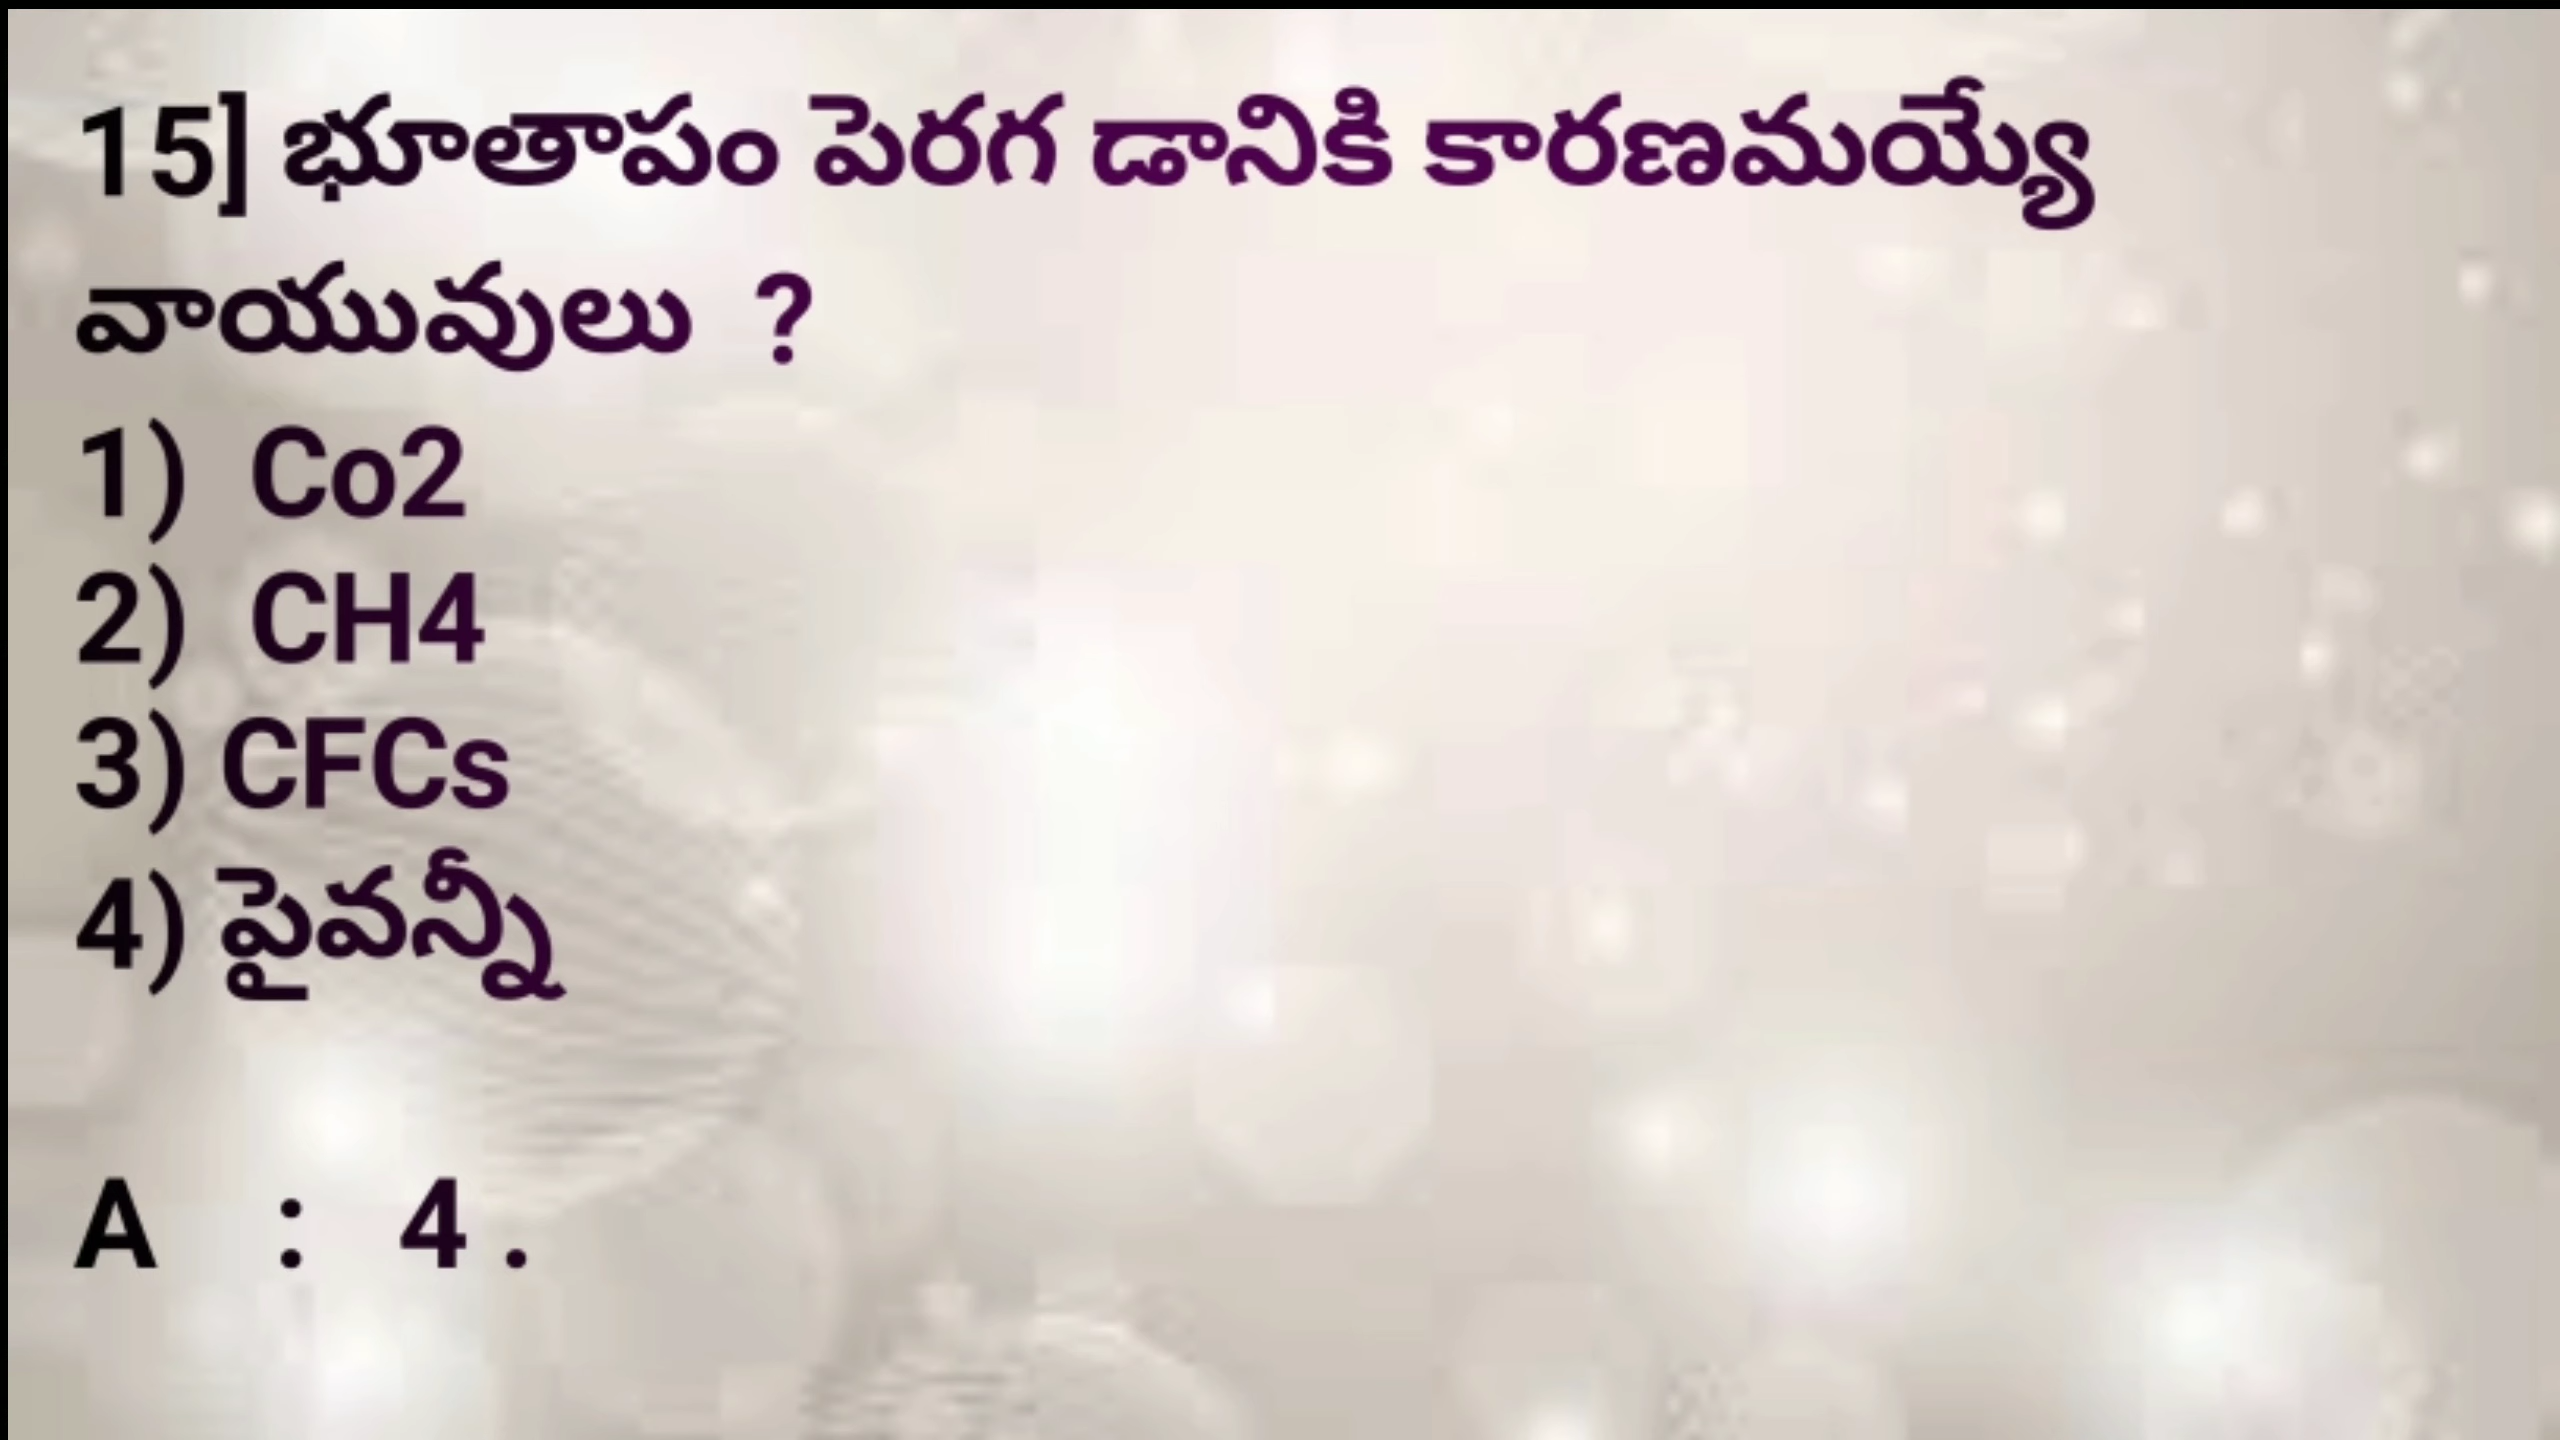 15] భూతాపం పెరగ డానికి కారణమయ్యే
వాయువులు ?
1) Co2
2) CH4
3) CFCs
4) పైవన్నీ
A : 4 .